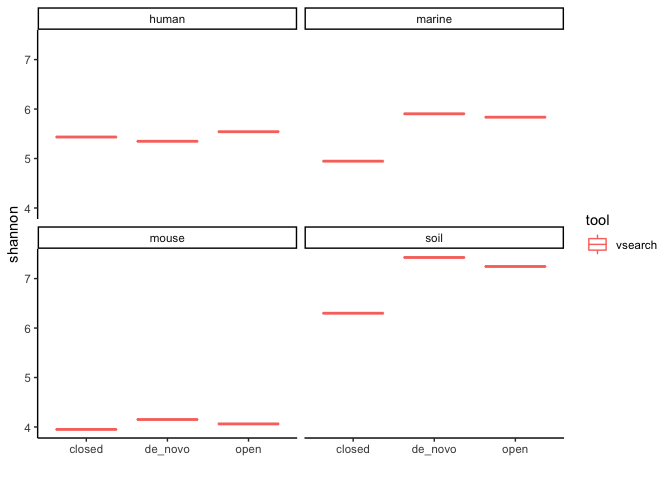 human
marine
7
6
5
4
shannon
mouse
soil
7
6
5
4
closed
de_novo
open
closed
de_novo
open
tool
vsearch